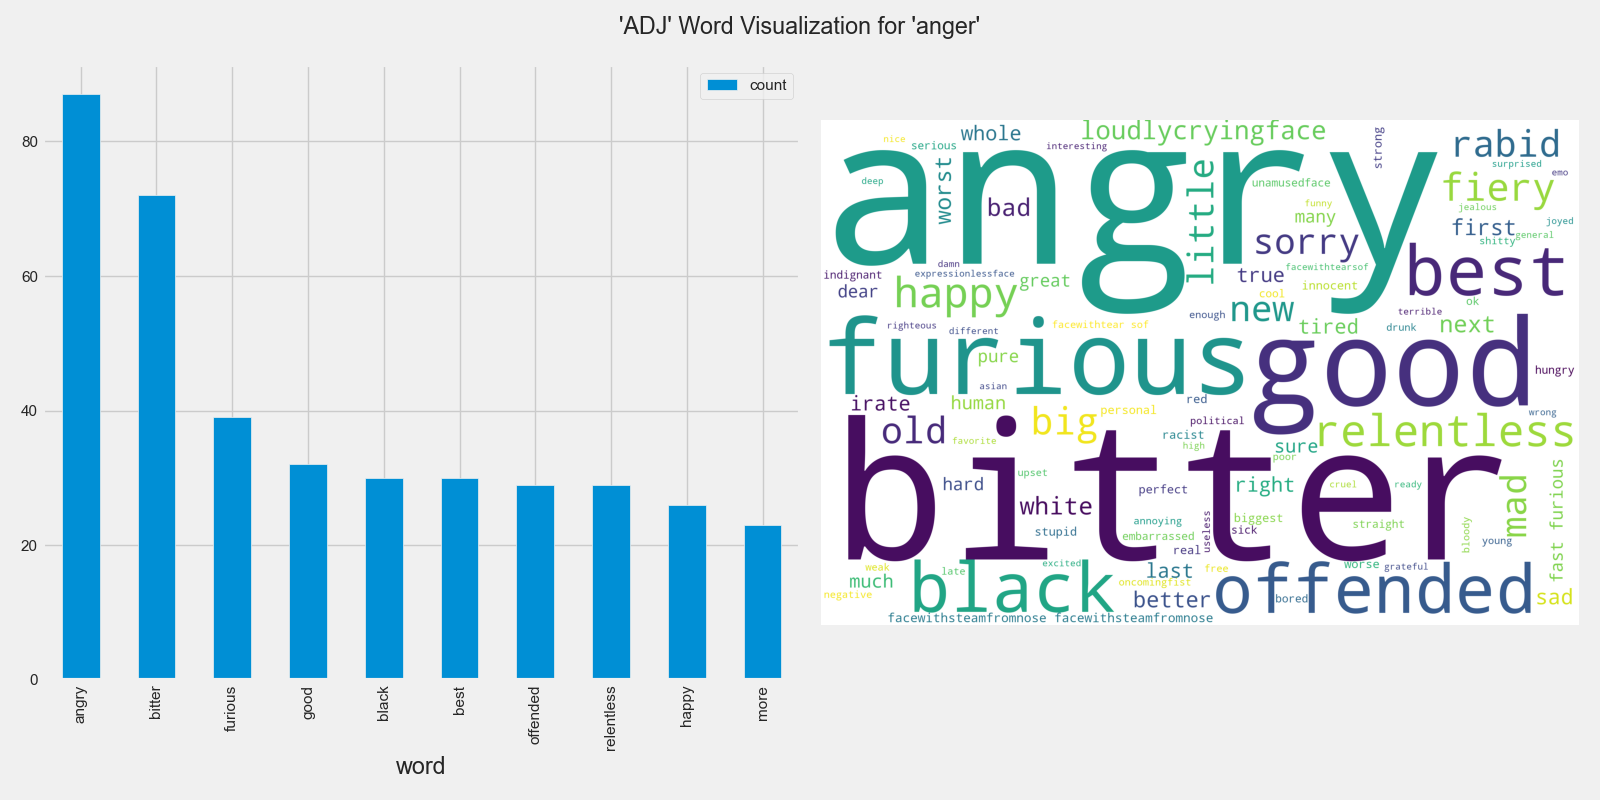 'ADJ' Word Visualization for 'anger'
count
80
60
40
20
0
angry
bitter
furious
good
black
best
offended
relentless
happy
more
word
nice
serious
whole
interesting
loudlycryingface
strong
rabid
surprised
emo
deep
worst
angry
little
unamusedface
fiery
jealous
bad
funny
many
first
joyed
shitty
general
sorry
indignant
damn
expressionlessface
dear
happy
great
true
facewithtearsof
cool
innocent
best
ok
righteous
different
facewithtear sof
enough
new
tired
terrible
drunk
next
furious
pure
asian
good
hungry
irate
human
big
personal
red
political
wrong
old
favorite
racist
high
sure
relentless
poor
bitter
upset
hard
white
perfect
right
cruel
ready
mad
fast furious
stupid
annoying
embarrassed
useless
biggest
sick
straight
bloody
young
real
weak
much
late
black
excited
last
oncomingfist
free
worse
grateful
negative
better
offended
bored
sad
facewithsteamfromnose facewithsteamfromnose